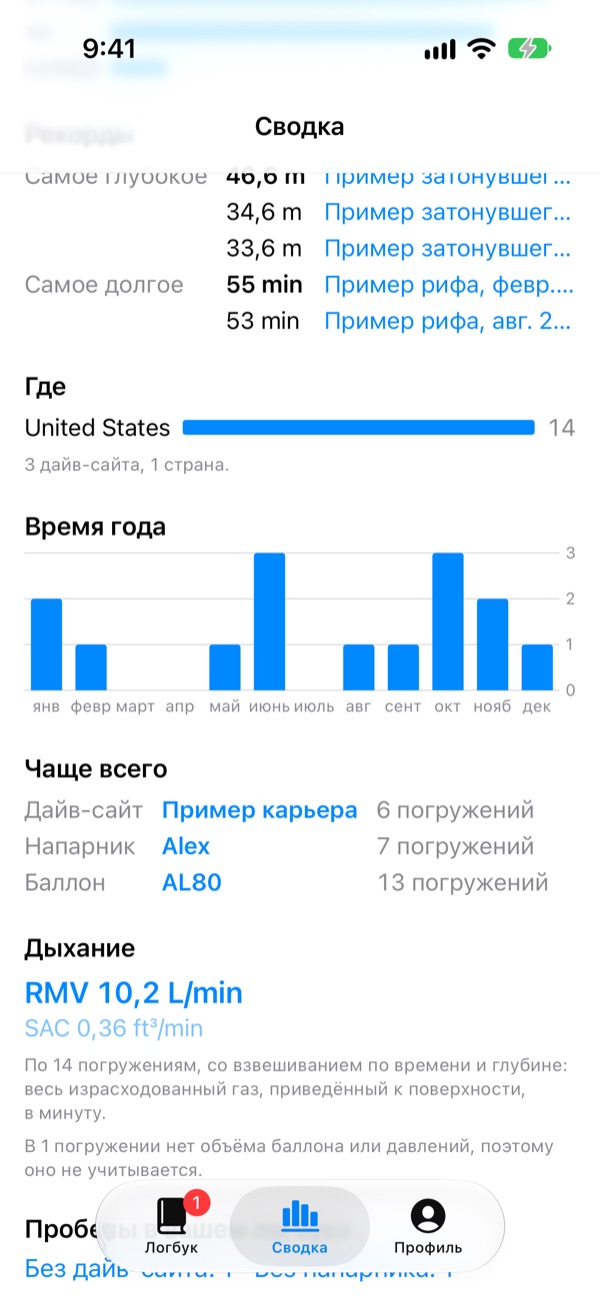 9:41
Сводка
Рекорды
Самое глубокое 46,6 m Пример затонувшег...
34,6 m Пример затонувшег...
33,6 m Пример затонувшег...
Самое долгое 55 min Пример рифа, февр....
53 min Пример рифа, авг. 2...
Где
United States 14
3 дайв-сайта, 1 страна.
Время года
3
2
1
0
янв февр март апр май июнь июль авг сент окт нояб дек
Чаще всего
Дайв-сайт Пример карьера 6 погружений
Напарник Alex 7 погружений
Баллон AL80 13 погружений
Дыхание
RMV 10,2 L/min
SAC 0,36 ft³/min
По 14 погружениям, со взвешиванием по времени и глубине:
весь израсходованный газ, приведённый к поверхности,
в минуту.
В 1 погружении нет объёма баллона или давлений, поэтому
оно не учитывается.
1
Логбук Сводка Профиль
Без дайв-сайта: 1 Без напарника: 1